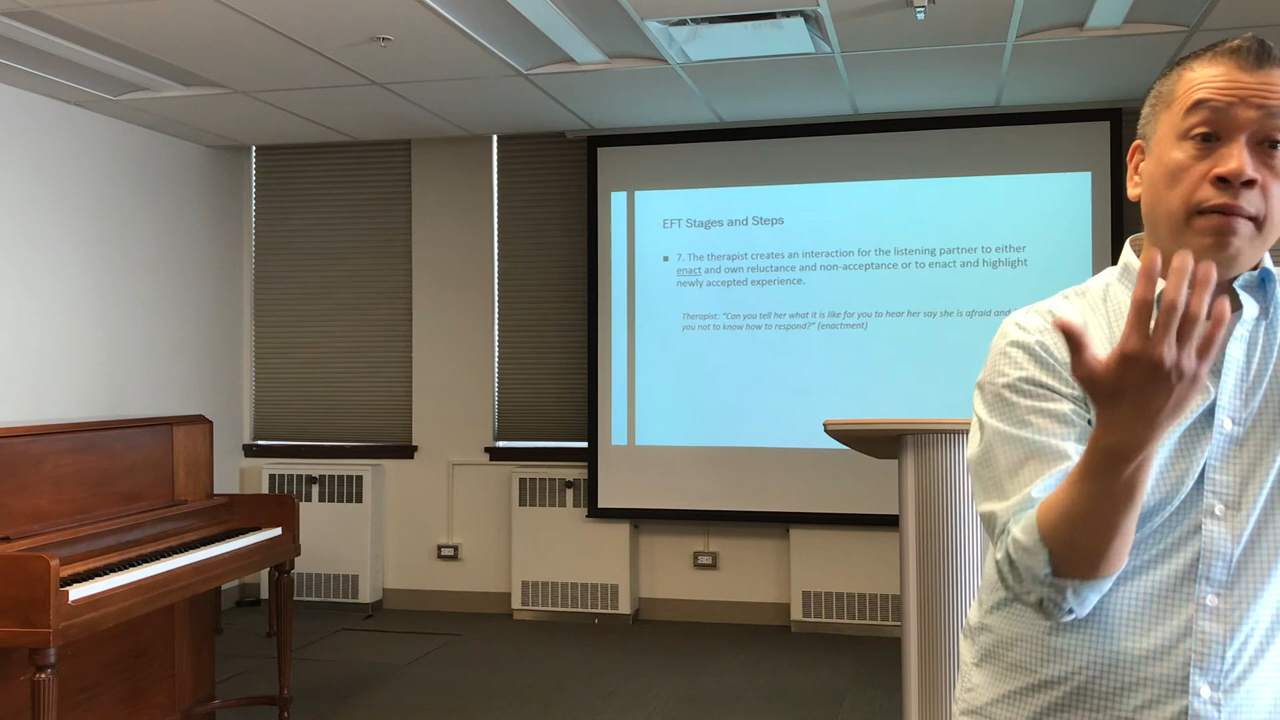 EFT Stages and Steps
7. The therapist creates an interaction for the listening partner to either
enact and own reluctance and non-acceptance or to enact and highlight
newly accepted experience.
Therapist: "Can you tell her what it is like for you to hear her say she is afraid and
you not to know how to respond?" (enactment)